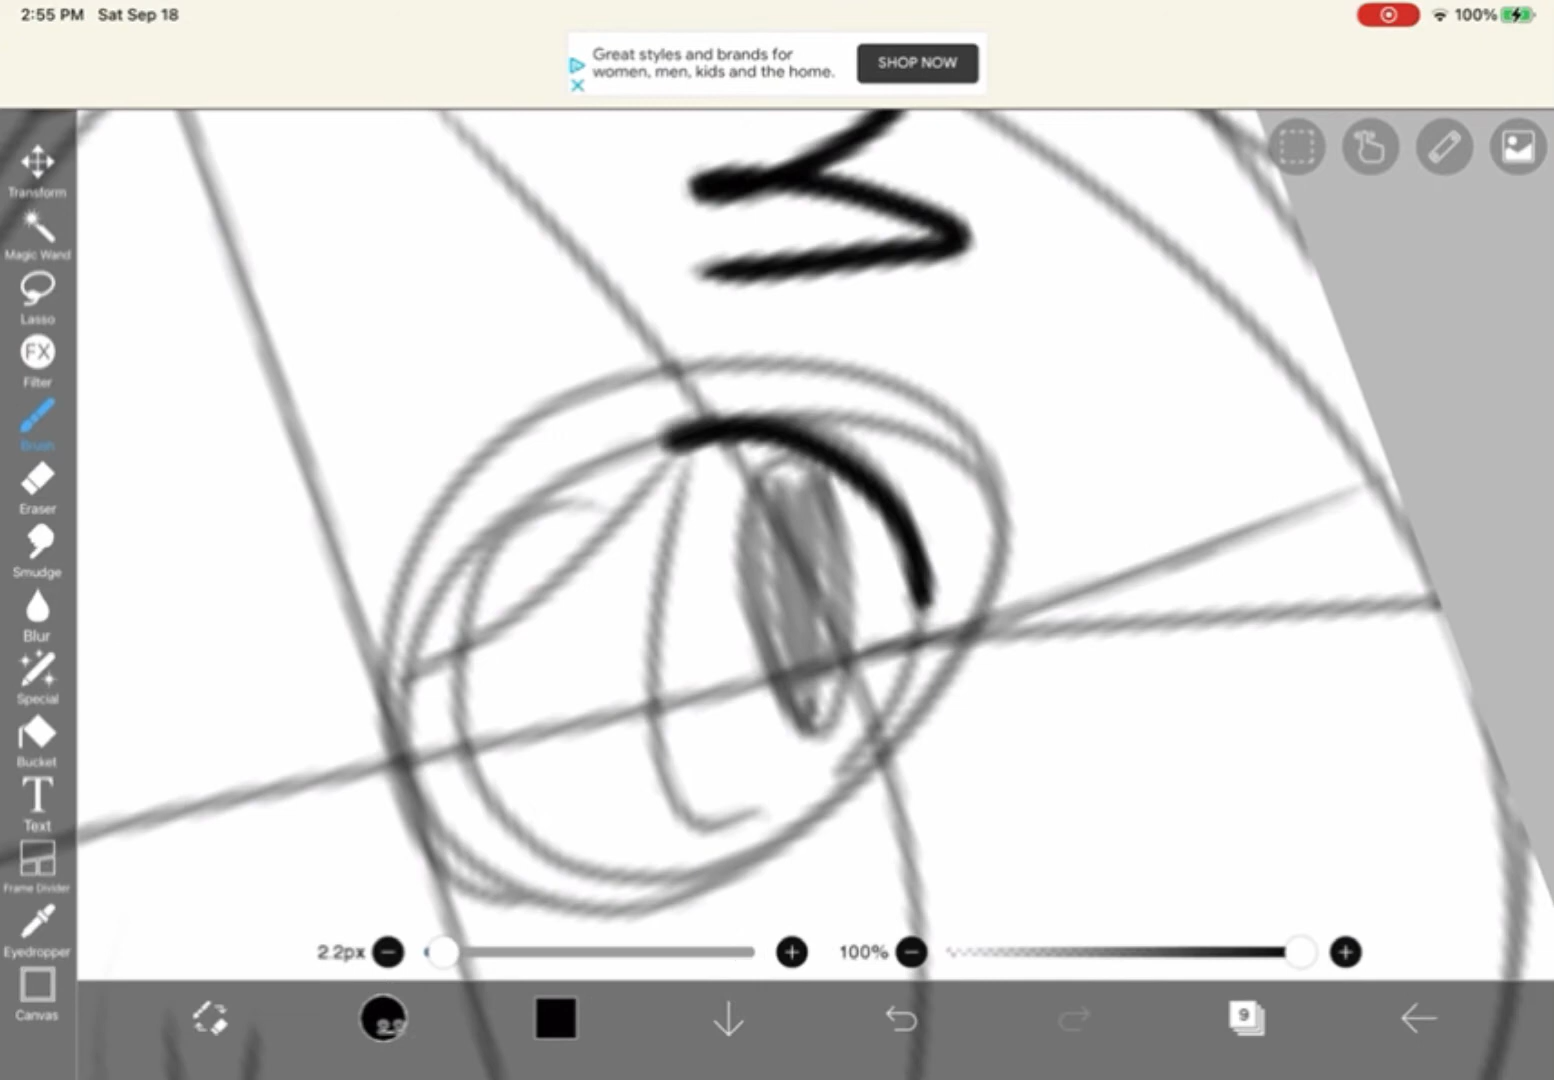 2:55 PM Sat Sep 18
100%
Great styles and brands for
women, men, kids and the home.
SHOP NOW
Transform
Magic Wand
Lasso
FX
Filter
Brush
Eraser
Smudge
Blur
Special
Bucket
T
Text
Frame Divider
Eyedropper
Canvas
2.2px
100%
2.2
9